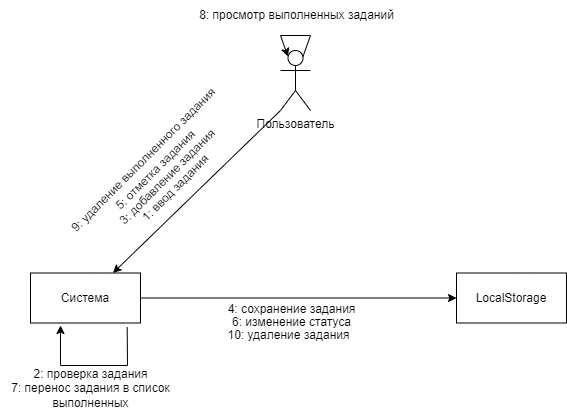 8: просмотр выполненных заданий
Пользователь
9: удаление выполненного задания
5: отметка задания
3: добавление задания
1: ввод задания
Система
LocalStorage
4: сохранение задания
6: изменение статуса
10: удаление задания
2: проверка задания
7: перенос задания в список
выполненных